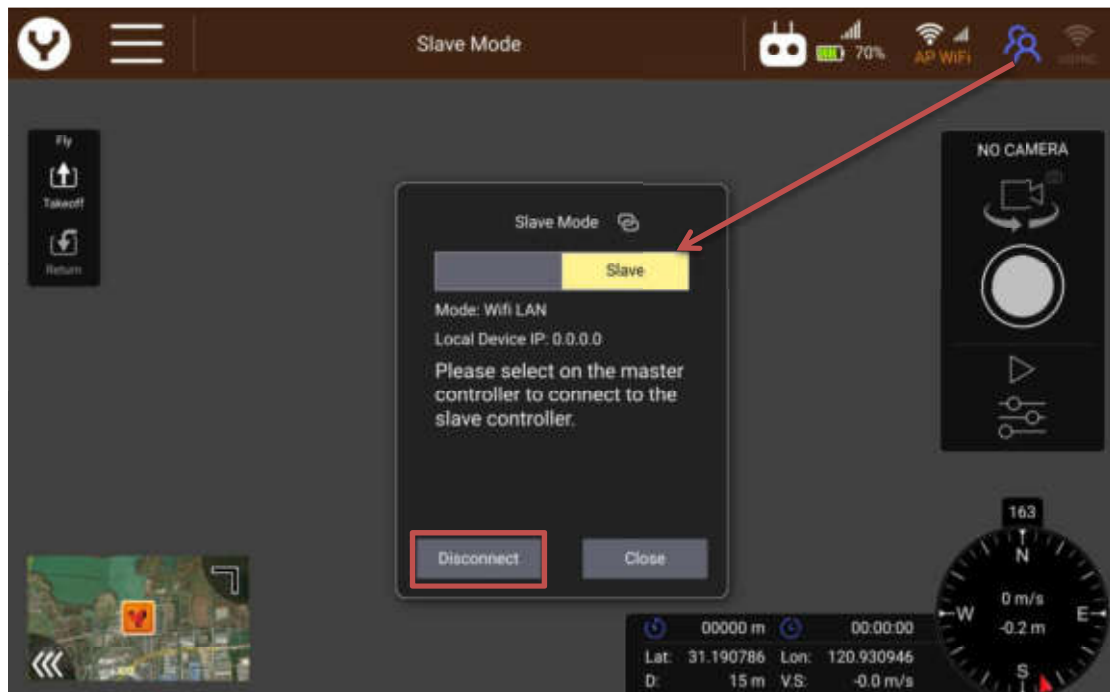 Slave Mode
70%
AP WiFi
Fly
Takeoff
Return
NO CAMERA
Slave Mode
Slave
Mode: Wifi LAN
Local Device IP: 0.0.0.0
Please select on the master
controller to connect to the
slave controller.
Disconnect
Close
163
N
W
E
S
0 m/s
-0.2 m
00000 m
00:00:00
Lat: 31.190786 Lon: 120.930946
D: 15 m V.S: -0.0 m/s